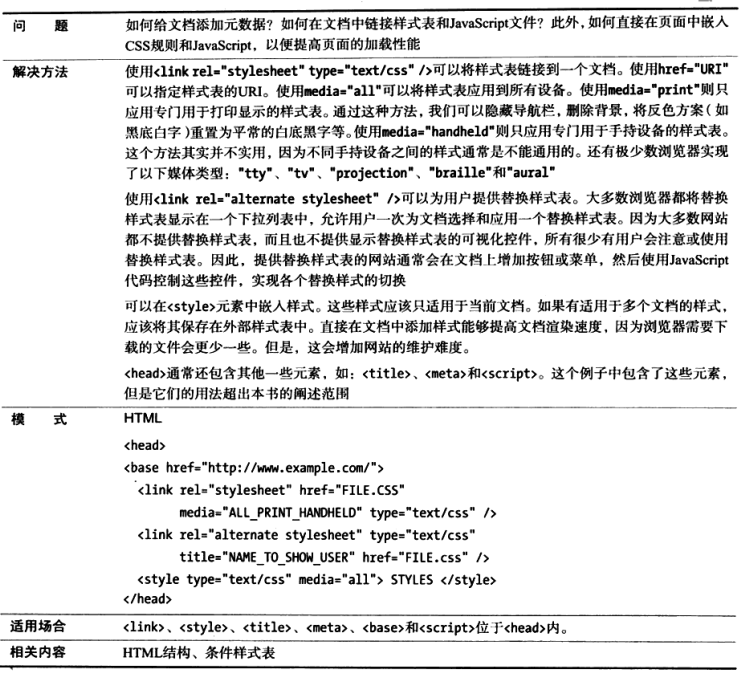 问 题 如何给文档添加元数据？如何在文档中链接样式表和JavaScript文件？此外，如何直接在页面中嵌入
CSS规则和JavaScript，以便提高页面的加载性能
解决方法 使用<link rel="stylesheet" type="text/css" />可以将样式表链接到一个文档。使用href="URI"
可以指定样式表的URI。使用media="all"可以将样式表应用到所有设备。使用media="print"则只
应用专门用于打印显示的样式表。通过这种方法，我们可以隐藏导航栏，删除背景，将反色方案（如
黑底白字）重置为平常的白底黑字等。使用media="handheld"则只应用专门用于手持设备的样式表。
这个方法其实并不实用，因为不同手持设备之间的样式通常是不能通用的。还有极少数浏览器实现
了以下媒体类型："tty"、"tv"、"projection"、"braille"和"aural"
使用<link rel="alternate stylesheet" />可以为用户提供替换样式表。大多数浏览器都将替换
样式表显示在一个下拉列表中，允许用户一次为文档选择和应用一个替换样式表。因为大多数网站
都不提供替换样式表，而且也不提供显示替换样式表的可视化控件，所有很少有用户会注意或使用
替换样式表。因此，提供替换样式表的网站通常会在文档上增加按钮或菜单，然后使用JavaScript
代码控制这些控件，实现各个替换样式的切换
可以在<style>元素中嵌入样式。这些样式应该只适用于当前文档。如果有适用于多个文档的样式，
应该将其保存在外部样式表中。直接在文档中添加样式能够提高文档渲染速度，因为浏览器需要下
载的文件会更少一些。但是，这会增加网站的维护难度。
<head>通常还包含其他一些元素，如：<title>、<meta>和<script>。这个例子中包含了这些元素，
但是它们的用法超出本书的阐述范围
模 式 HTML
<head>
<base href="http://www.example.com/">
<link rel="stylesheet" href="FILE.CSS"
media="ALL_PRINT_HANDHELD" type="text/css" />
<link rel="alternate stylesheet" type="text/css"
title="NAME_TO_SHOW_USER" href="FILE.css" />
<style type="text/css" media="all"> STYLES </style>
</head>
适用场合 <link>、<style>、<title>、<meta>、<base>和<script>位于<head>内。
相关内容 HTML结构、条件样式表